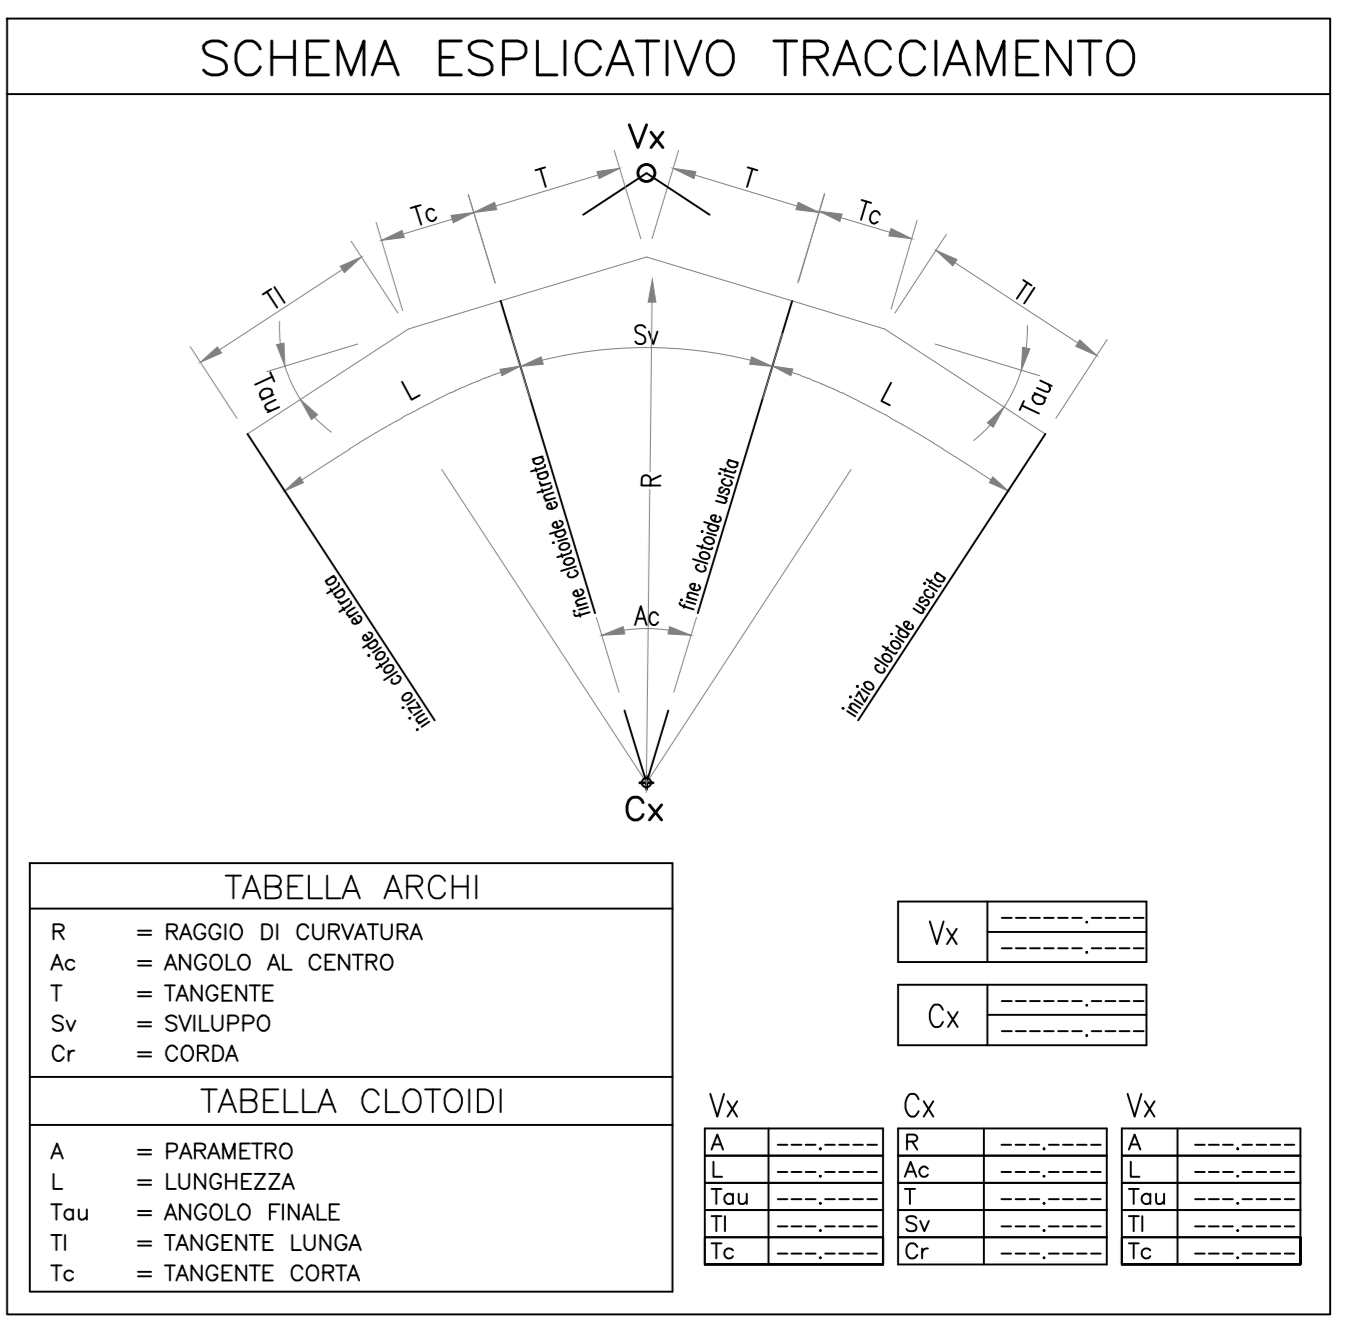 SCHEMA ESPLICATIVO TRACCIAMENTO
Vx
T
T
Tc
Tc
Tl
Tl
Sv
Tau
L
L
Tau
fine clotoide entrata
R
fine clotoide uscita
inizio clotoide entrata
Ac
inizio clotoide uscita
Cx
TABELLA ARCHI
R = RAGGIO DI CURVATURA
Ac = ANGOLO AL CENTRO
T = TANGENTE
Sv = SVILUPPO
Cr = CORDA
TABELLA CLOTOIDI
A = PARAMETRO
L = LUNGHEZZA
Tau = ANGOLO FINALE
Tl = TANGENTE LUNGA
Tc = TANGENTE CORTA
Vx ------.----
------.----
Cx ------.----
------.----
Vx
A ---.----
L ---.----
Tau ---.----
Tl ---.----
Tc ---.----
Cx
R ---.----
Ac ---.----
T ---.----
Sv ---.----
Cr ---.----
Vx
A ---.----
L ---.----
Tau ---.----
Tl ---.----
Tc ---.----